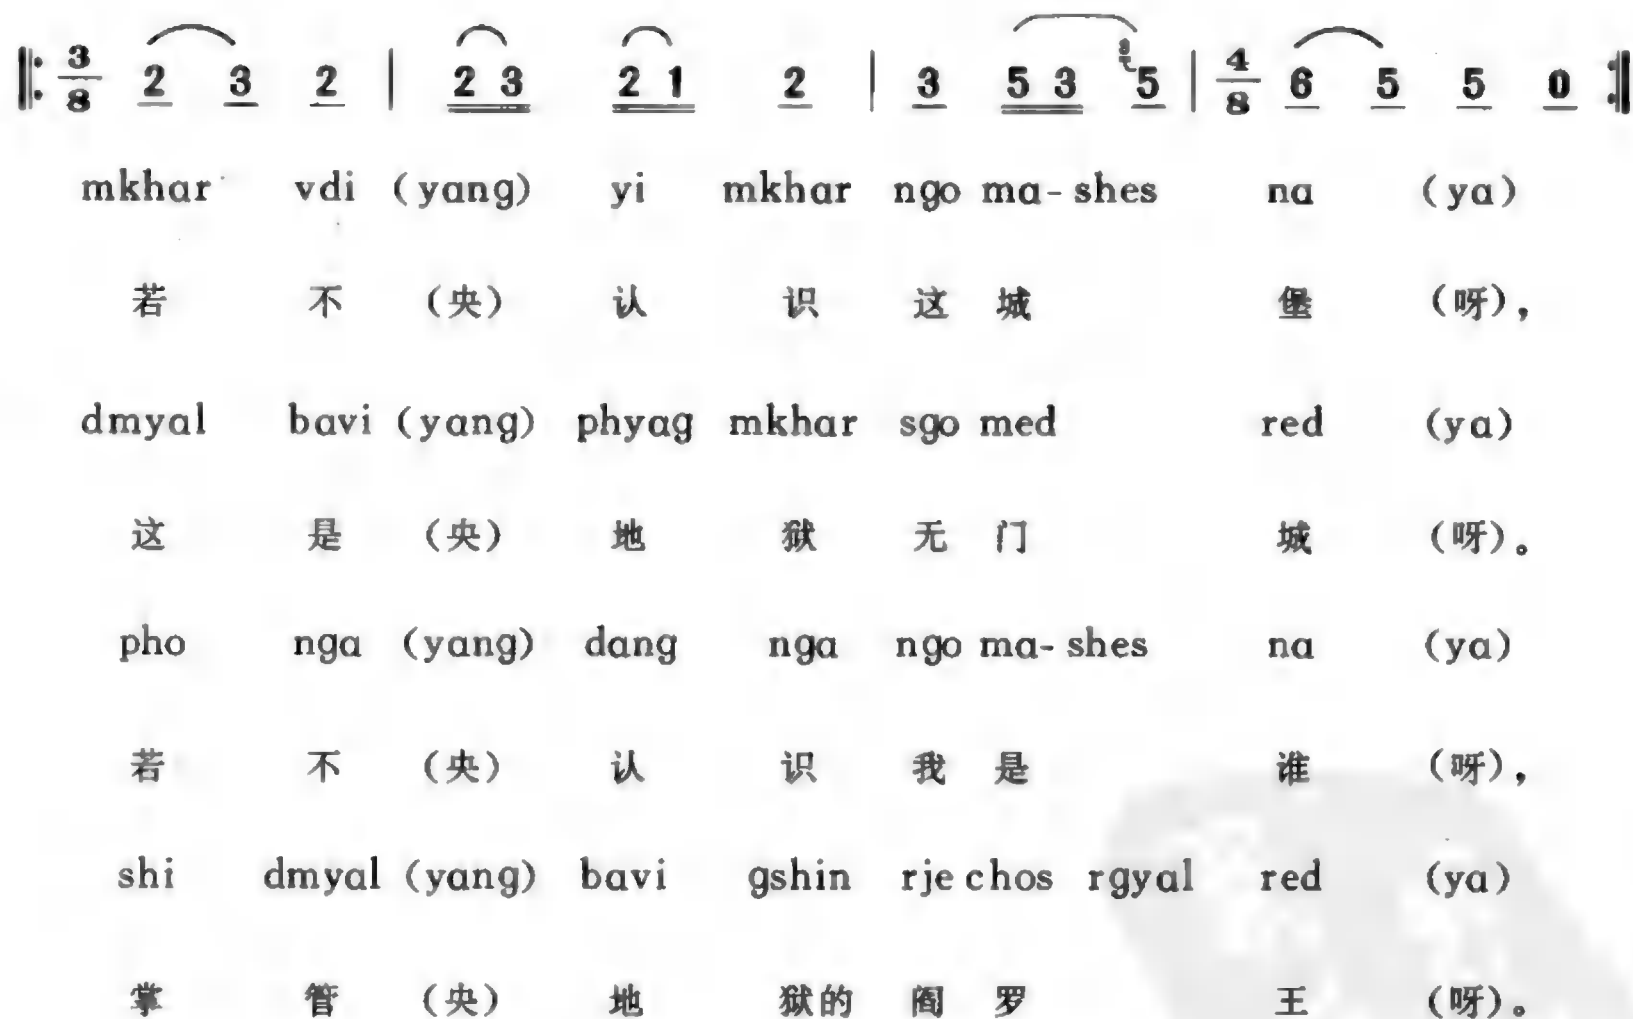 ‖: 3/8 2 3 2 | 2 3 2 1 2 | 3 5 3 5 | 4/8 6 5 5 0 :‖
mkhar vdi (yang) yi mkhar ngo ma-shes na (ya)
若 不 (央) 认 识 这 城 堡 (呀),
dmyal bavi (yang) phyag mkhar sgo med red (ya)
这 是 (央) 地 狱 无 门 城 (呀)。
pho nga (yang) dang nga ngo ma-shes na (ya)
若 不 (央) 认 识 我 是 谁 (呀),
shi dmyal (yang) bavi gshin rje chos rgyal red (ya)
掌 管 (央) 地 狱的 阎 罗 王 (呀)。